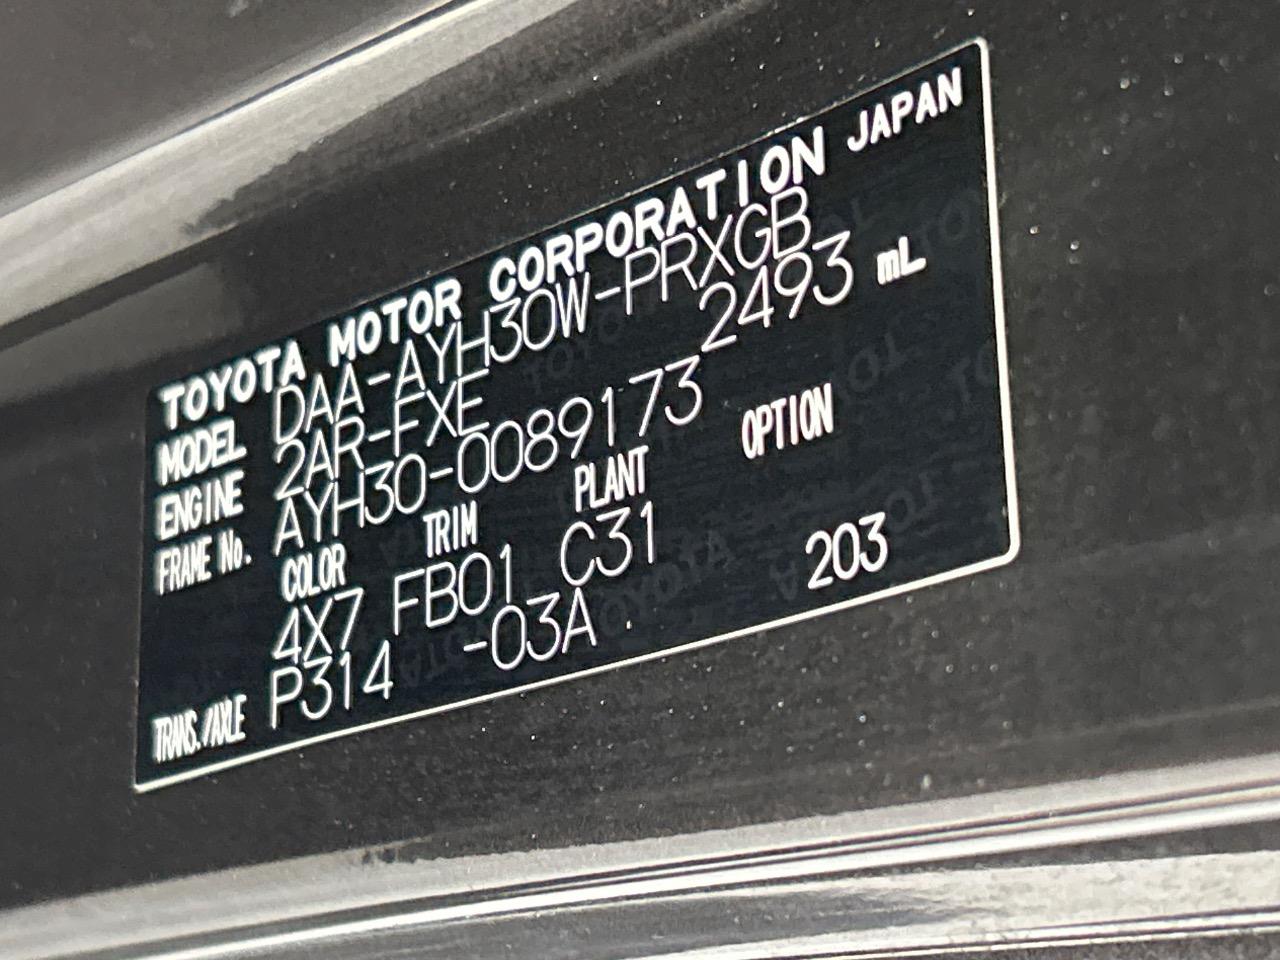 TOYOTA MOTOR CORPORATION JAPAN
MODEL DAA-AYH30W-PRXGB
ENGINE 2AR-FXE 2493 mL
FRAME No. AYH30-0089173
COLOR TRIM PLANT OPTION
4X7 FB01 C31
TRANS./AXLE P314 -03A 203